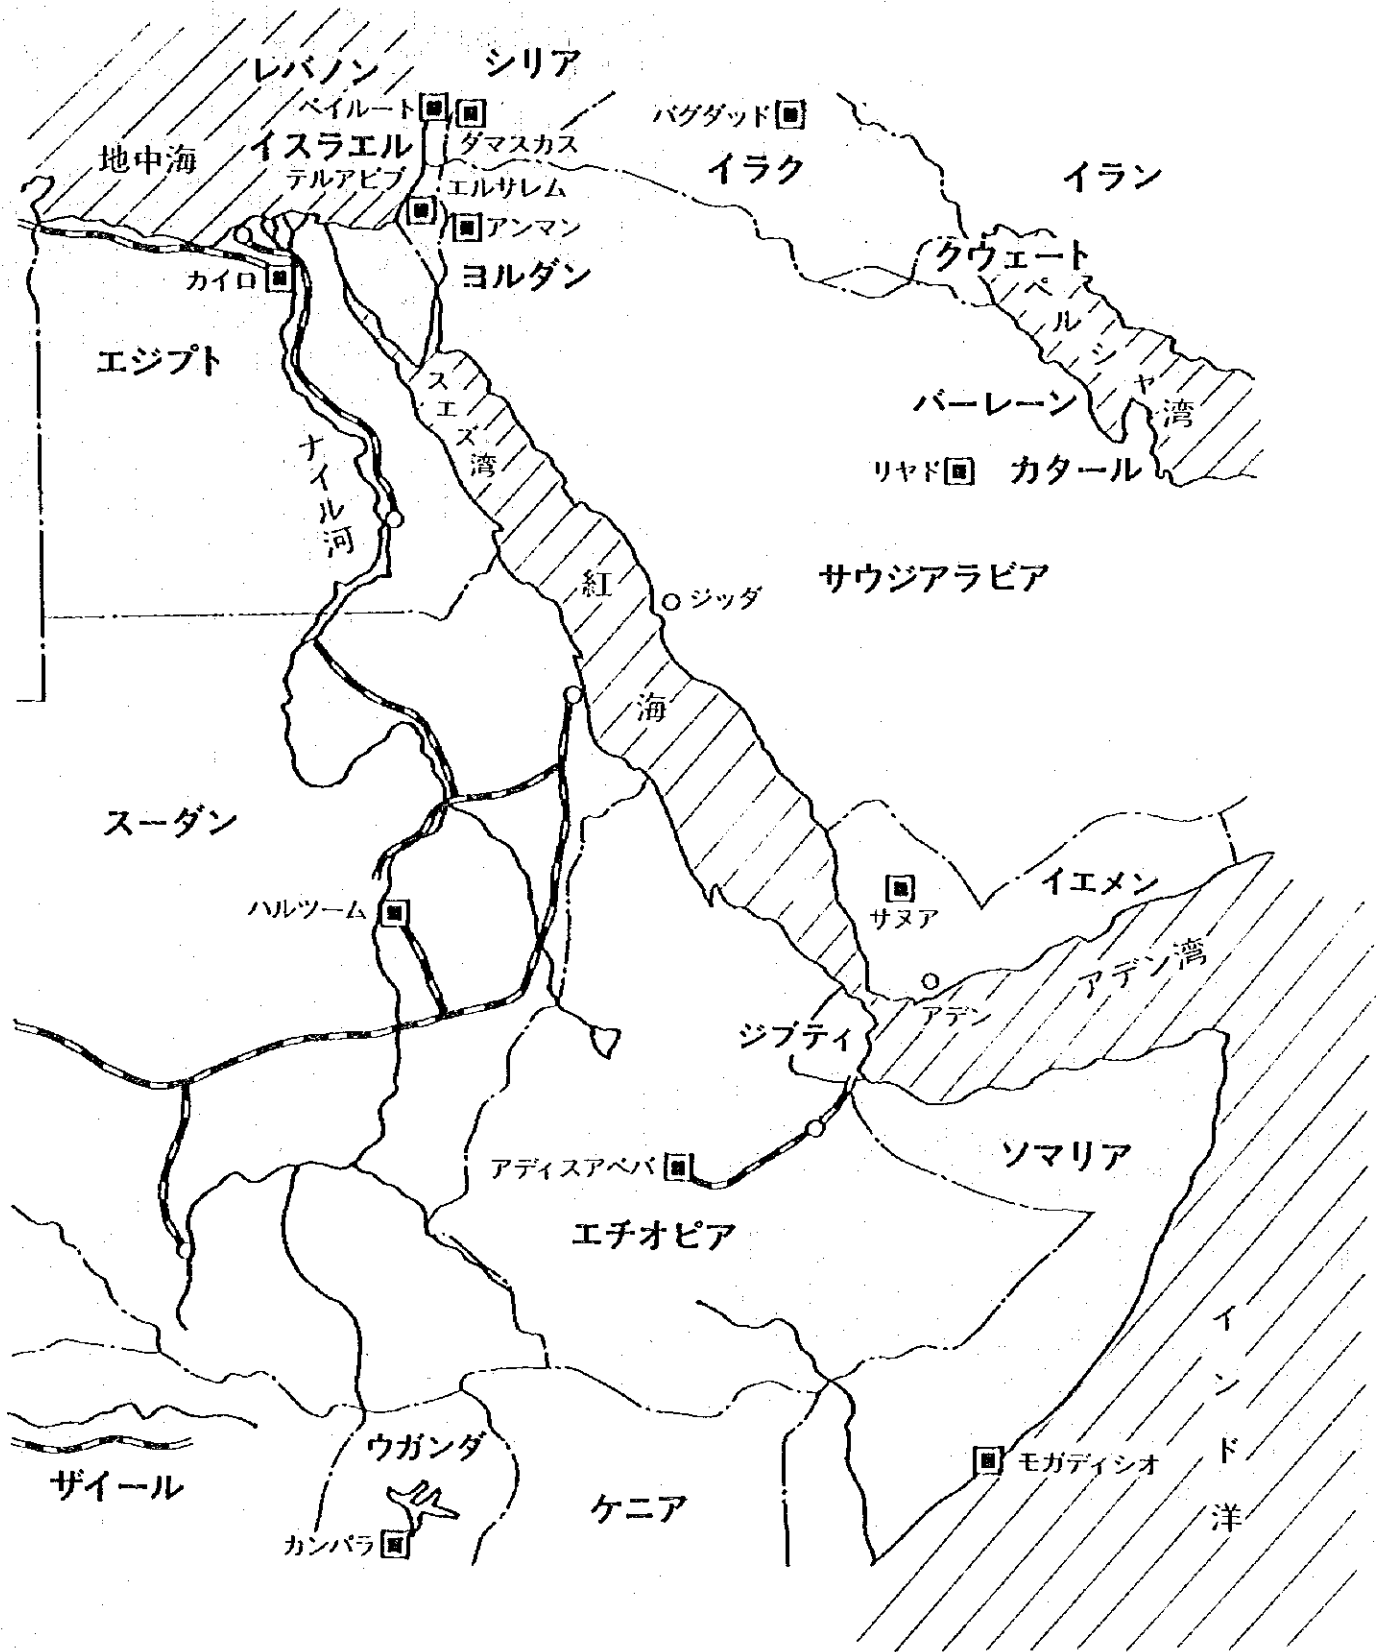 レバノン
シリア
ベイルート
バグダッド
地中海
イスラエル
ダマスカス
イラク
イラン
テルアビブ
エルサレム
アンマン
クウェート
カイロ
ヨルダン
ペルシャ湾
エジプト
スエズ湾
バーレーン
ナイル河
リヤド
カタール
紅海
サウジアラビア
ジッダ
スーダン
イエメン
サヌア
ハルツーム
アデン湾
アデン
ジブティ
ソマリア
アディスアベバ
エチオピア
インド洋
ウガンダ
モガディシオ
ザイール
ケニア
カンパラ